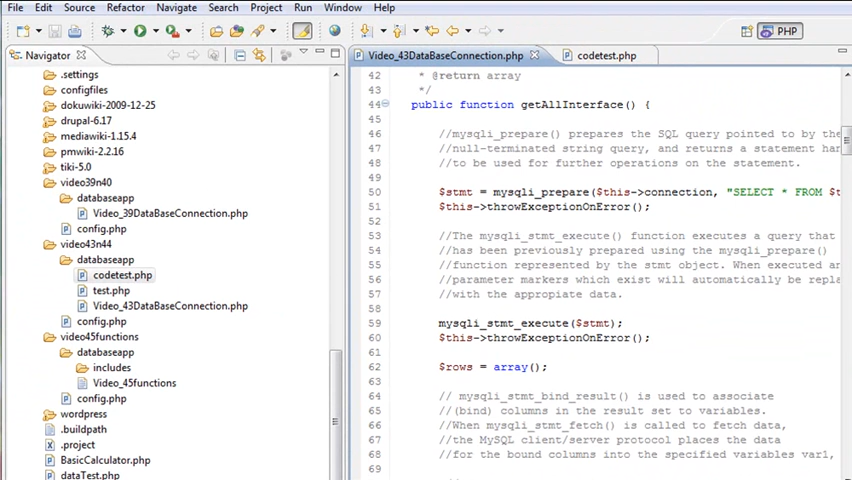 File Edit Source Refactor Navigate Search Project Run Window Help
PHP
Navigator
Video_43DataBaseConnection.php
codetest.php
.settings
configfiles
dokuwiki-2009-12-25
drupal-6.17
mediawiki-1.15.4
pmwiki-2.2.16
tiki-5.0
video39n40
databaseapp
Video_39DataBaseConnection.php
config.php
video43n44
databaseapp
codetest.php
test.php
Video_43DataBaseConnection.php
config.php
video45functions
databaseapp
includes
Video_45functions
config.php
wordpress
.buildpath
.project
BasicCalculator.php
dataTest.php
42 * @return array
43 */
44 public function getAllInterface() {
45
46 //mysqli_prepare() prepares the SQL query pointed to by the
47 //null-terminated string query, and returns a statement han
48 //to be used for further operations on the statement.
49
50 $stmt = mysqli_prepare($this->connection, "SELECT * FROM $t
51 $this->throwExceptionOnError();
52
53 //The mysqli_stmt_execute() function executes a query that
54 //has been previously prepared using the mysqli_prepare()
55 //function represented by the stmt object. When executed an
56 //parameter markers which exist will automatically be repla
57 //with the appropiate data.
58
59 mysqli_stmt_execute($stmt);
60 $this->throwExceptionOnError();
61
62 $rows = array();
63
64 // mysqli_stmt_bind_result() is used to associate
65 //(bind) columns in the result set to variables.
66 //When mysqli_stmt_fetch() is called to fetch data,
67 //the MySQL client/server protocol places the data
68 //for the bound columns into the specified variables var1,
69